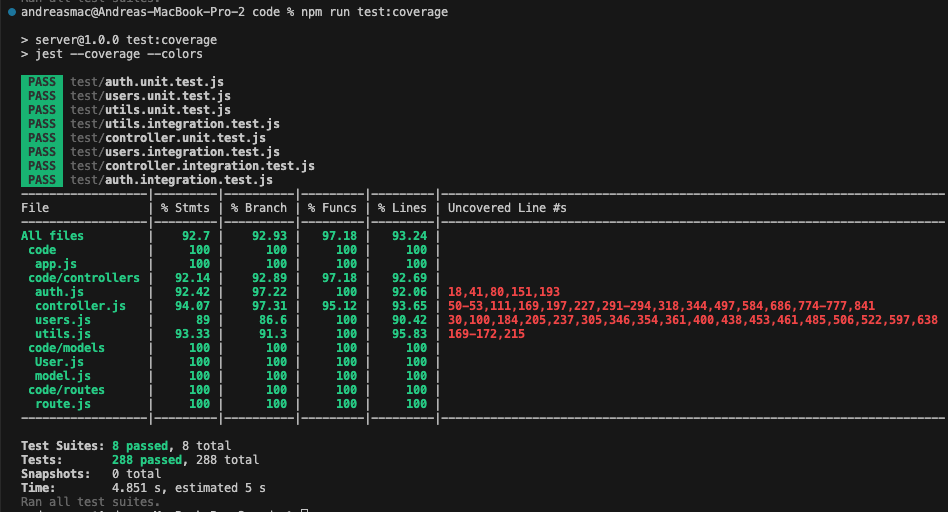 Ran all test suites.
andreasmac@Andreas-MacBook-Pro-2 code % npm run test:coverage
> server@1.0.0 test:coverage
> jest --coverage --colors
PASS test/auth.unit.test.js
PASS test/users.unit.test.js
PASS test/utils.unit.test.js
PASS test/utils.integration.test.js
PASS test/controller.unit.test.js
PASS test/users.integration.test.js
PASS test/controller.integration.test.js
PASS test/auth.integration.test.js
File | % Stmts | % Branch | % Funcs | % Lines | Uncovered Line #s
All files | 92.7 | 92.93 | 97.18 | 93.24 |
code | 100 | 100 | 100 | 100 |
app.js | 100 | 100 | 100 | 100 |
code/controllers | 92.14 | 92.89 | 97.18 | 92.69 |
auth.js | 92.42 | 97.22 | 100 | 92.06 | 18,41,80,151,193
controller.js | 94.07 | 97.31 | 95.12 | 93.65 | 50-53,111,169,197,227,291-294,318,344,497,584,686,774-777,841
users.js | 89 | 86.6 | 100 | 90.42 | 30,100,184,205,237,305,346,354,361,400,438,453,461,485,506,522,597,638
utils.js | 93.33 | 91.3 | 100 | 95.83 | 169-172,215
code/models | 100 | 100 | 100 | 100 |
User.js | 100 | 100 | 100 | 100 |
model.js | 100 | 100 | 100 | 100 |
code/routes | 100 | 100 | 100 | 100 |
route.js | 100 | 100 | 100 | 100 |
Test Suites: 8 passed, 8 total
Tests: 288 passed, 288 total
Snapshots: 0 total
Time: 4.851 s, estimated 5 s
Ran all test suites.